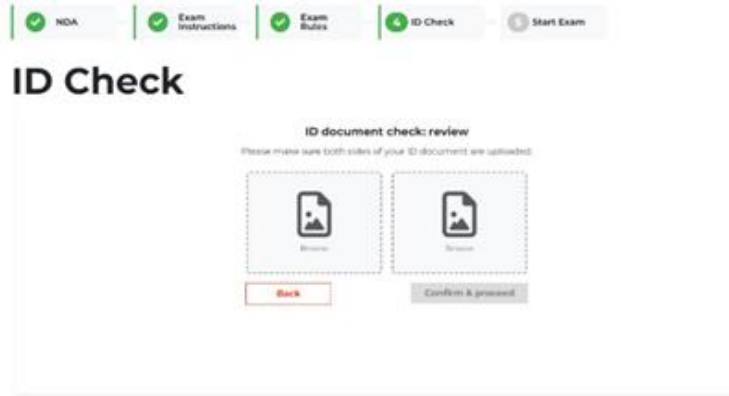 NDA
Exam
Instructions
Exam
Rules
4
ID Check
5
Start Exam
ID Check
ID document check: review
Please make sure both sides of your ID document are uploaded.
Browse
Browse
Back
Confirm & proceed